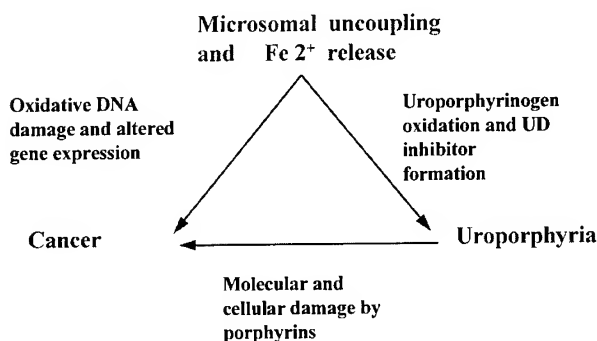 Microsomal uncoupling
and Fe 2+ release
Oxidative DNA
damage and altered
gene expression
Uroporphyrinogen
oxidation and UD
inhibitor
formation
Cancer
Uroporphyria
Molecular and
cellular damage by
porphyrins